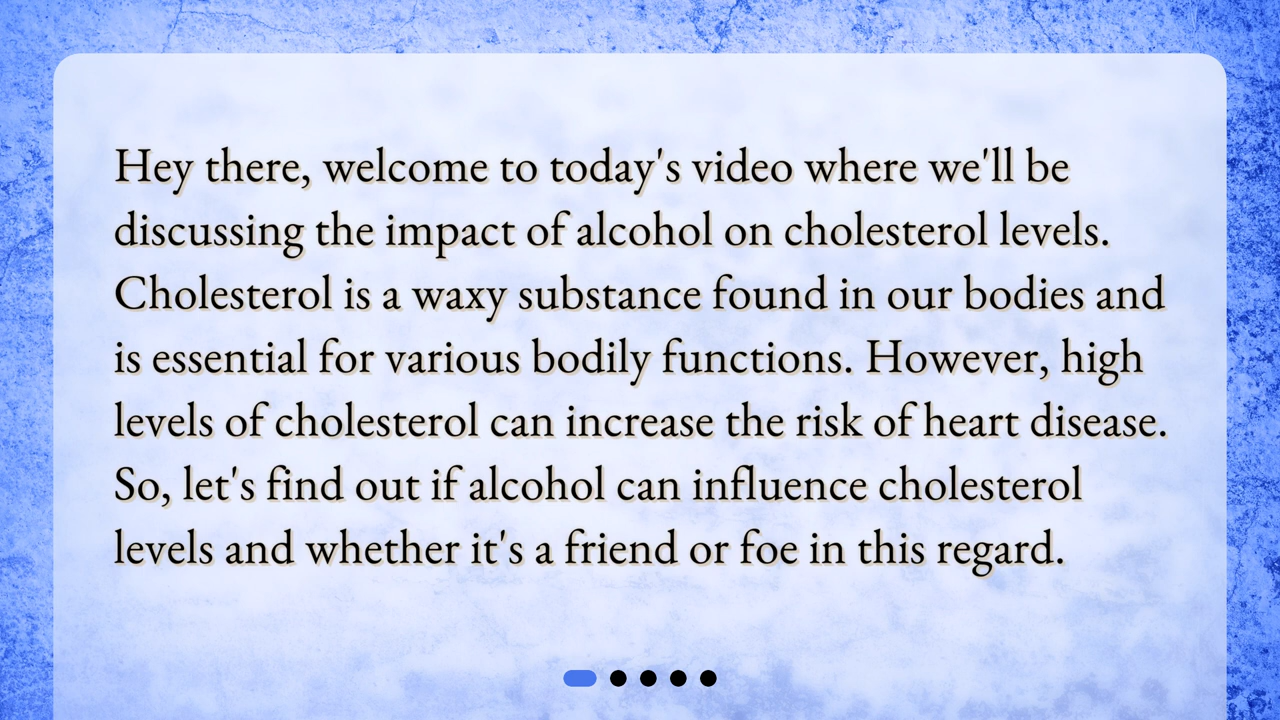 Hey there, welcome to today's video where we'll be
discussing the impact of alcohol on cholesterol levels.
Cholesterol is a waxy substance found in our bodies and
is essential for various bodily functions. However, high
levels of cholesterol can increase the risk of heart disease.
So, let's find out if alcohol can influence cholesterol
levels and whether it's a friend or foe in this regard.